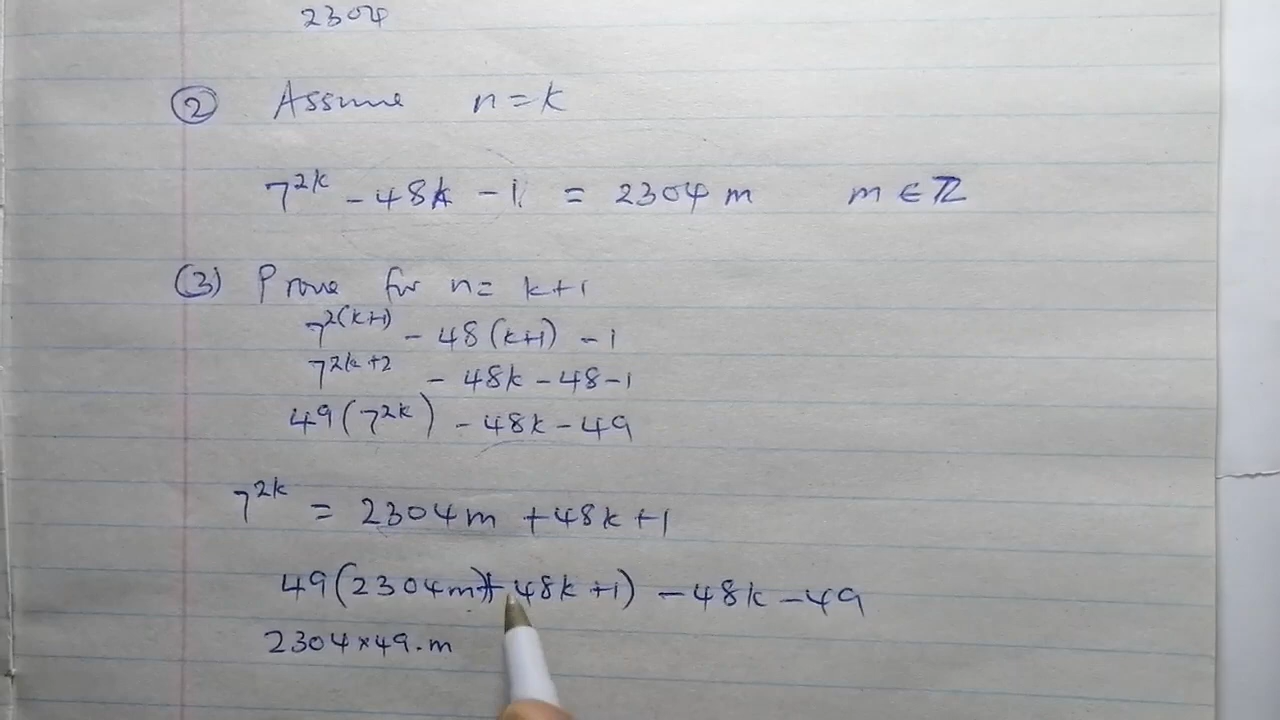 2304
② Assume n=k
7^{2k} - 48k - 1 = 2304m m ∈ ℤ
(3) Prove for n= k+1
7^{2(k+1)} - 48(k+1) - 1
7^{2k+2} - 48k - 48 - 1
49(7^{2k}) - 48k - 49
7^{2k} = 2304m + 48k + 1
49(2304m)+ 48k + 1) - 48k - 49
2304×49.m